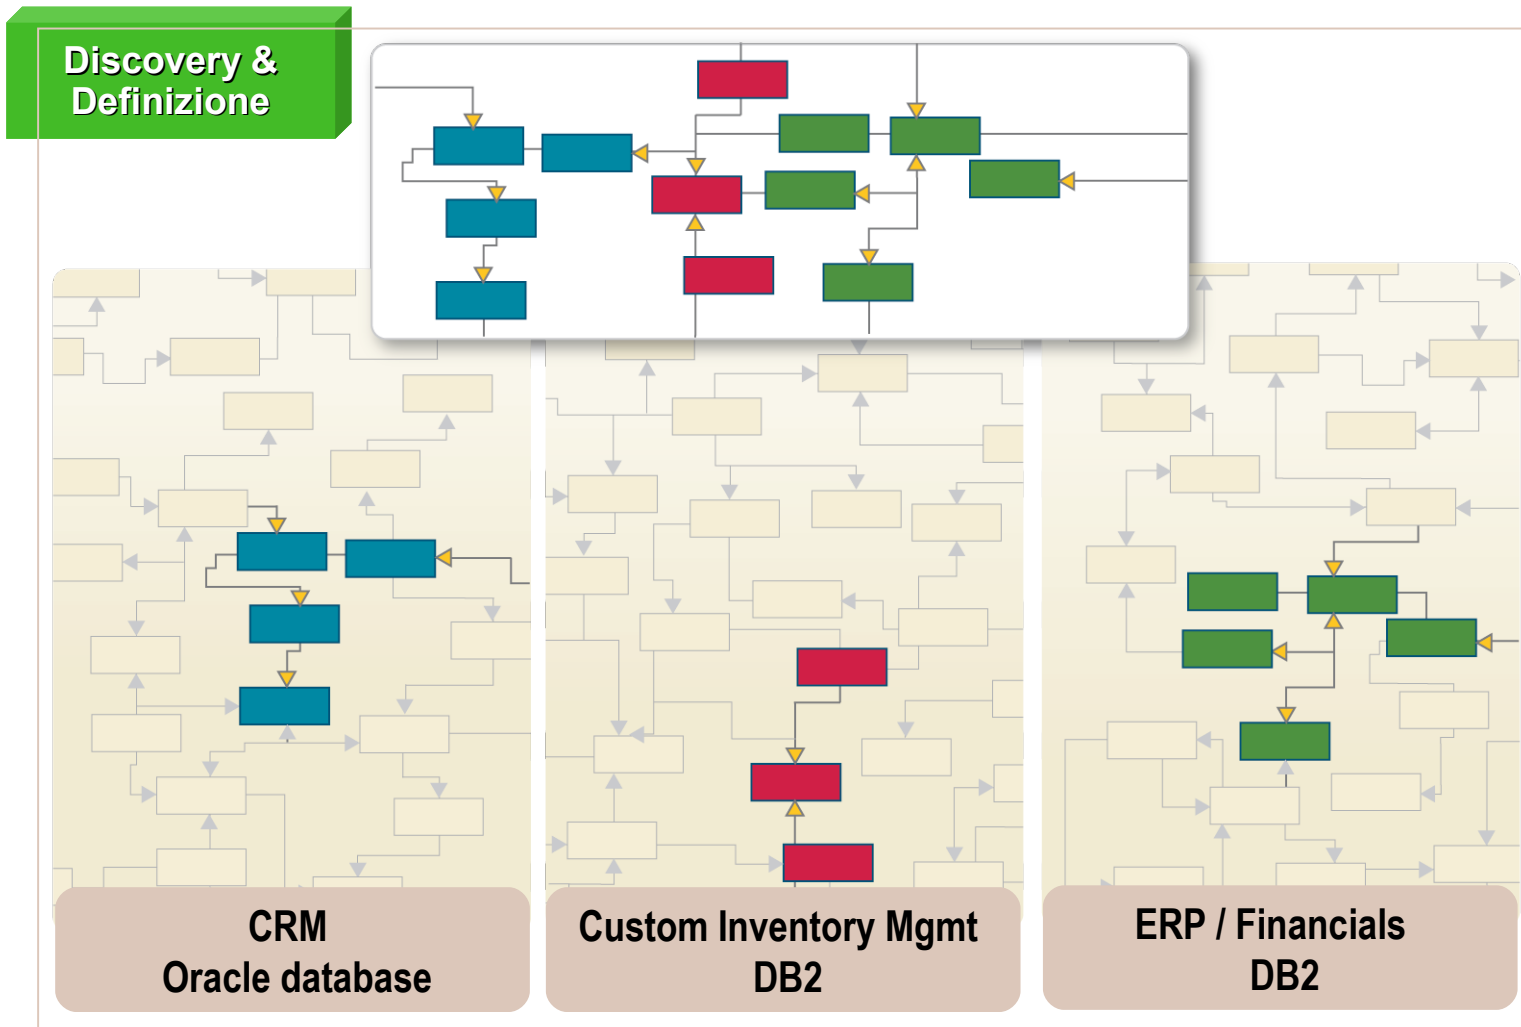 Discovery &
Definizione
CRM
Oracle database
Custom Inventory Mgmt
DB2
ERP / Financials
DB2